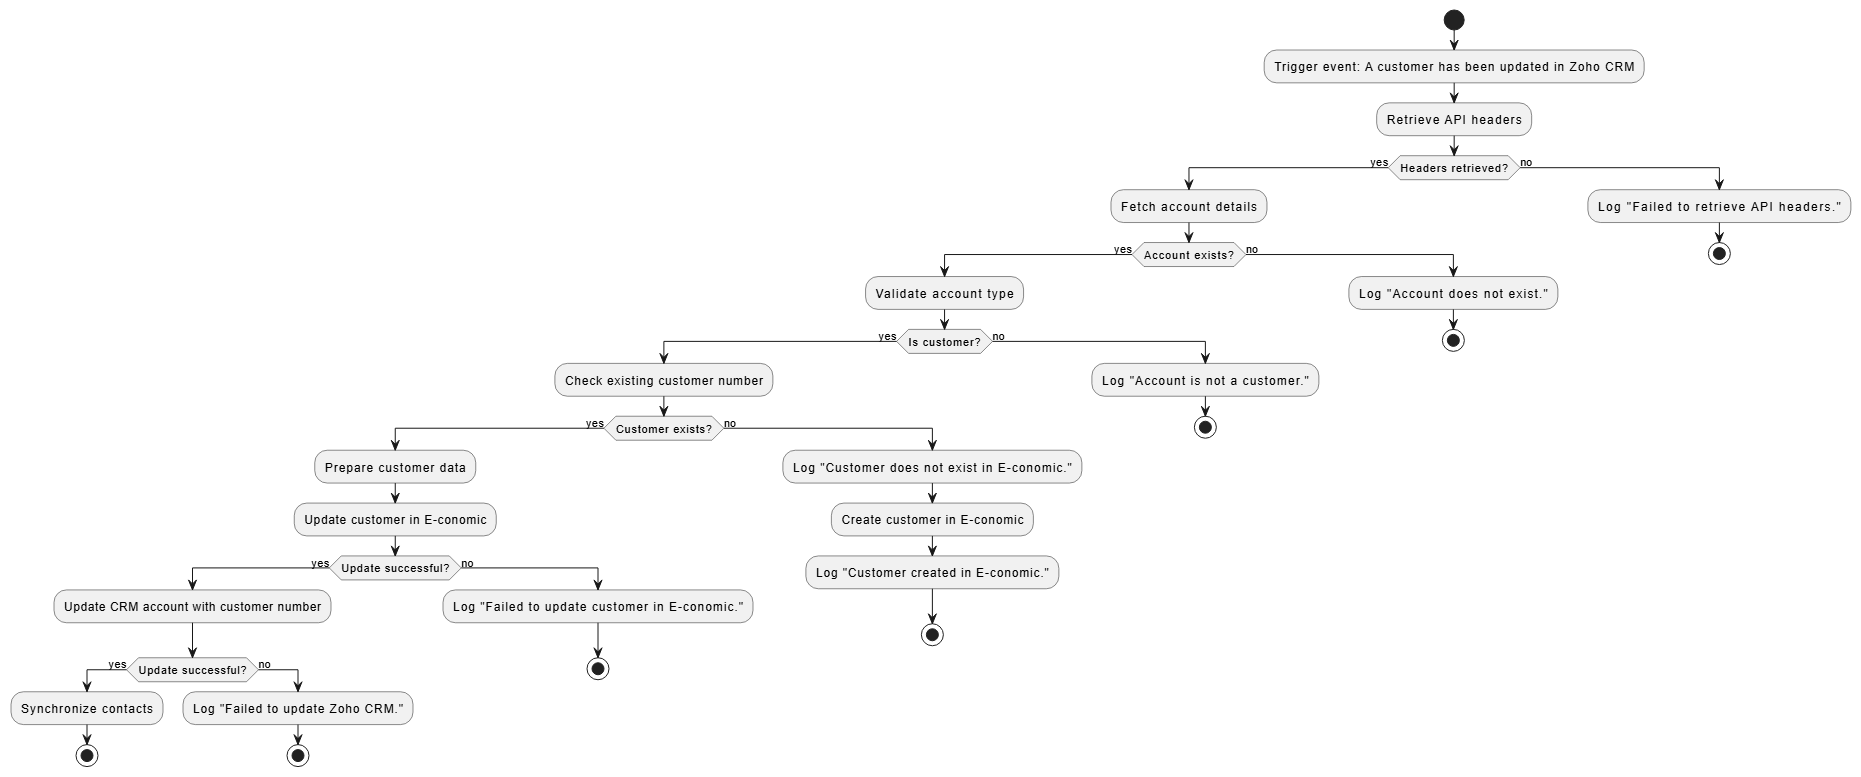 Trigger event: A customer has been updated in Zoho CRM
Retrieve API headers
yes
Headers retrieved?
no
Fetch account details
Log "Failed to retrieve API headers."
yes
Account exists?
no
Validate account type
Log "Account does not exist."
yes
Is customer?
no
Check existing customer number
Log "Account is not a customer."
yes
Customer exists?
no
Prepare customer data
Log "Customer does not exist in E-conomic."
Update customer in E-conomic
Create customer in E-conomic
yes
Update successful?
no
Log "Customer created in E-conomic."
Update CRM account with customer number
Log "Failed to update customer in E-conomic."
yes
Update successful?
no
Synchronize contacts
Log "Failed to update Zoho CRM."